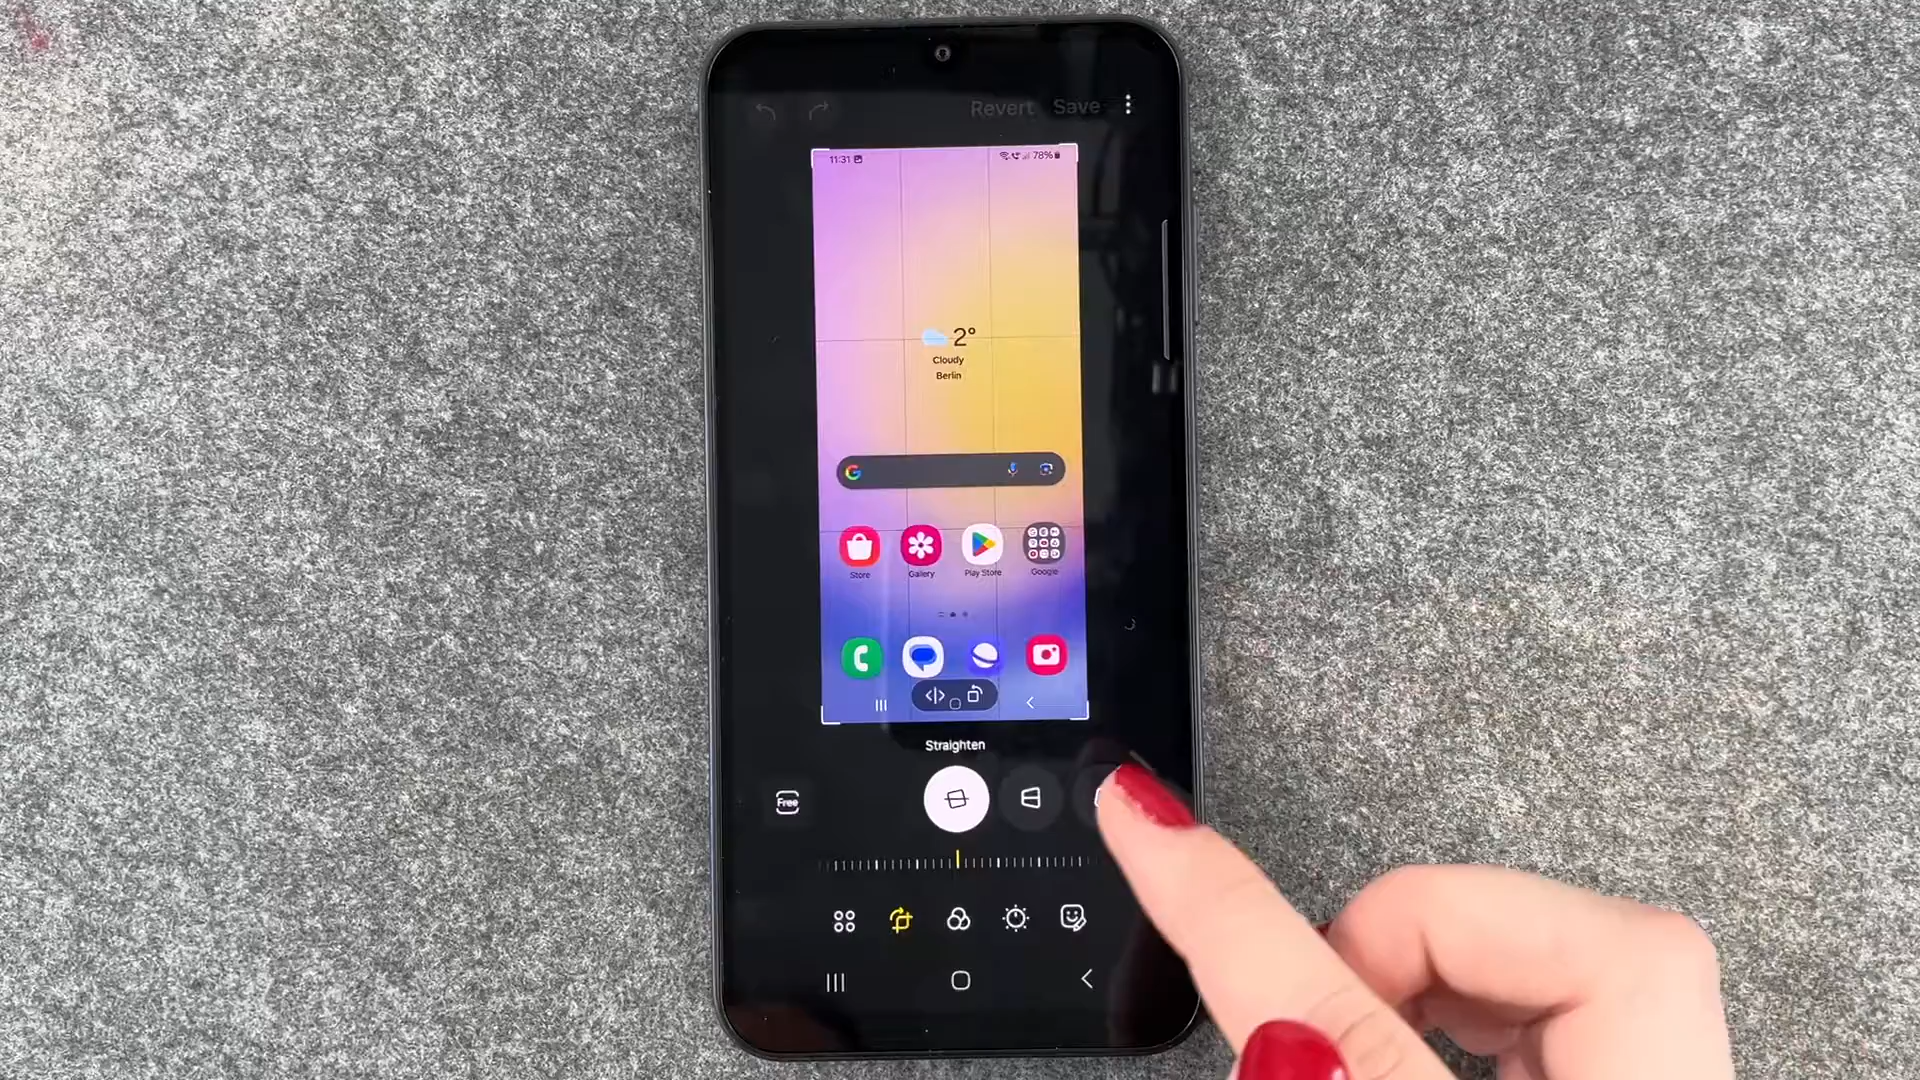 Revert Save
11:31 78%
2°
Cloudy
Berlin
Store Gallery Play Store Google
Straighten
Free